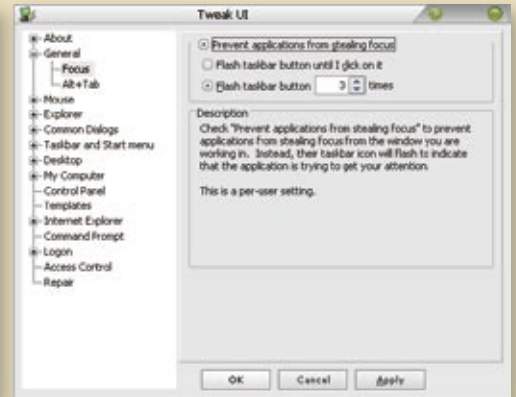 Tweak UI
About
General
Focus
Alt+Tab
Mouse
Explorer
Common Dialogs
Taskbar and Start menu
Desktop
My Computer
Control Panel
Templates
Internet Explorer
Command Prompt
Logon
Access Control
Repair
Prevent applications from stealing focus
Flash taskbar button until I click on it
Flash taskbar button 3 times
Description
Check "Prevent applications from stealing focus" to prevent
applications from stealing focus from the window you are
working in. Instead, their taskbar icon will flash to indicate
that the application is trying to get your attention.
This is a per-user setting.
OK Cancel Apply